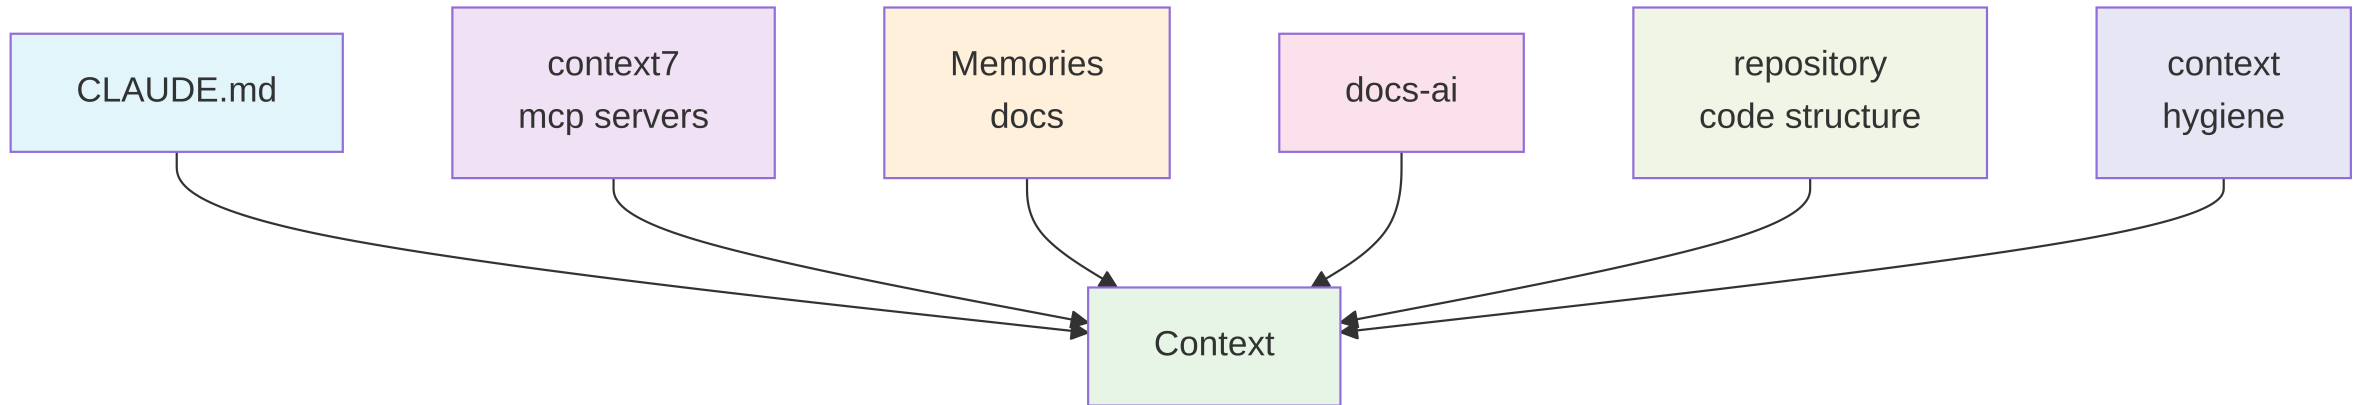 CLAUDE.md
context7
mcp servers
Memories
docs
docs-ai
repository
code structure
context
hygiene
Context